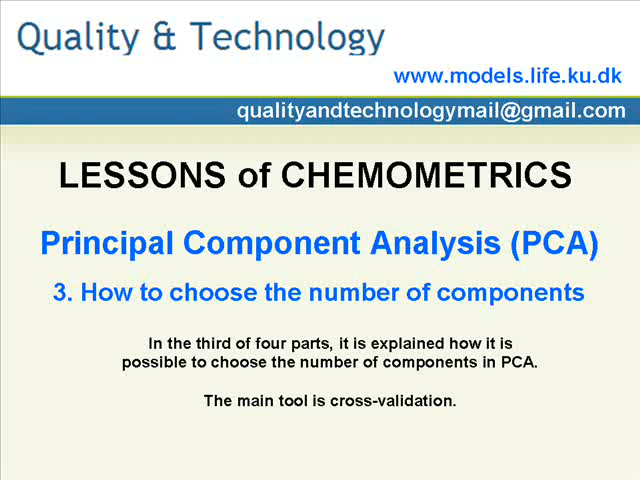 Quality & Technology
www.models.life.ku.dk
qualityandtechnologymail@gmail.com
LESSONS of CHEMOMETRICS
Principal Component Analysis (PCA)
3. How to choose the number of components
In the third of four parts, it is explained how it is
possible to choose the number of components in PCA.
The main tool is cross-validation.